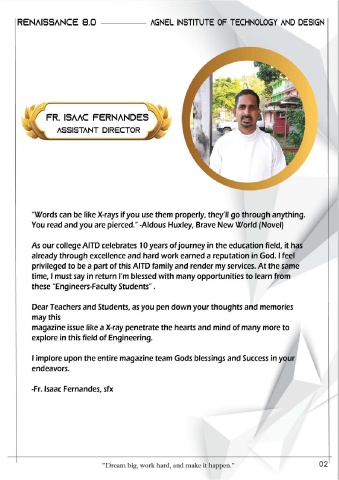 RENAISSANCE 8.0
AGNEL INSTITUTE OF TECHNOLOGY AND DESIGN
FR. ISAAC FERNANDES
ASSISTANT DIRECTOR
"Words can be like X-rays if you use them properly, they'll go through anything.
You read and you are pierced." -Aldous Huxley, Brave New World (Novel)
As our college AITD celebrates 10 years of journey in the education field, it has
already through excellence and hard work earned a reputation in God. I feel
privileged to be a part of this AITD family and render my services. At the same
time, I must say in return I'm blessed with many opportunities to learn from
these "Engineers-Faculty Students" .
Dear Teachers and Students, as you pen down your thoughts and memories
may this
magazine issue like a X-ray penetrate the hearts and mind of many more to
explore in this field of Engineering.
I implore upon the entire magazine team Gods blessings and Success in your
endeavors.
-Fr. Isaac Fernandes, sfx
"Dream big, work hard, and make it happen."
02